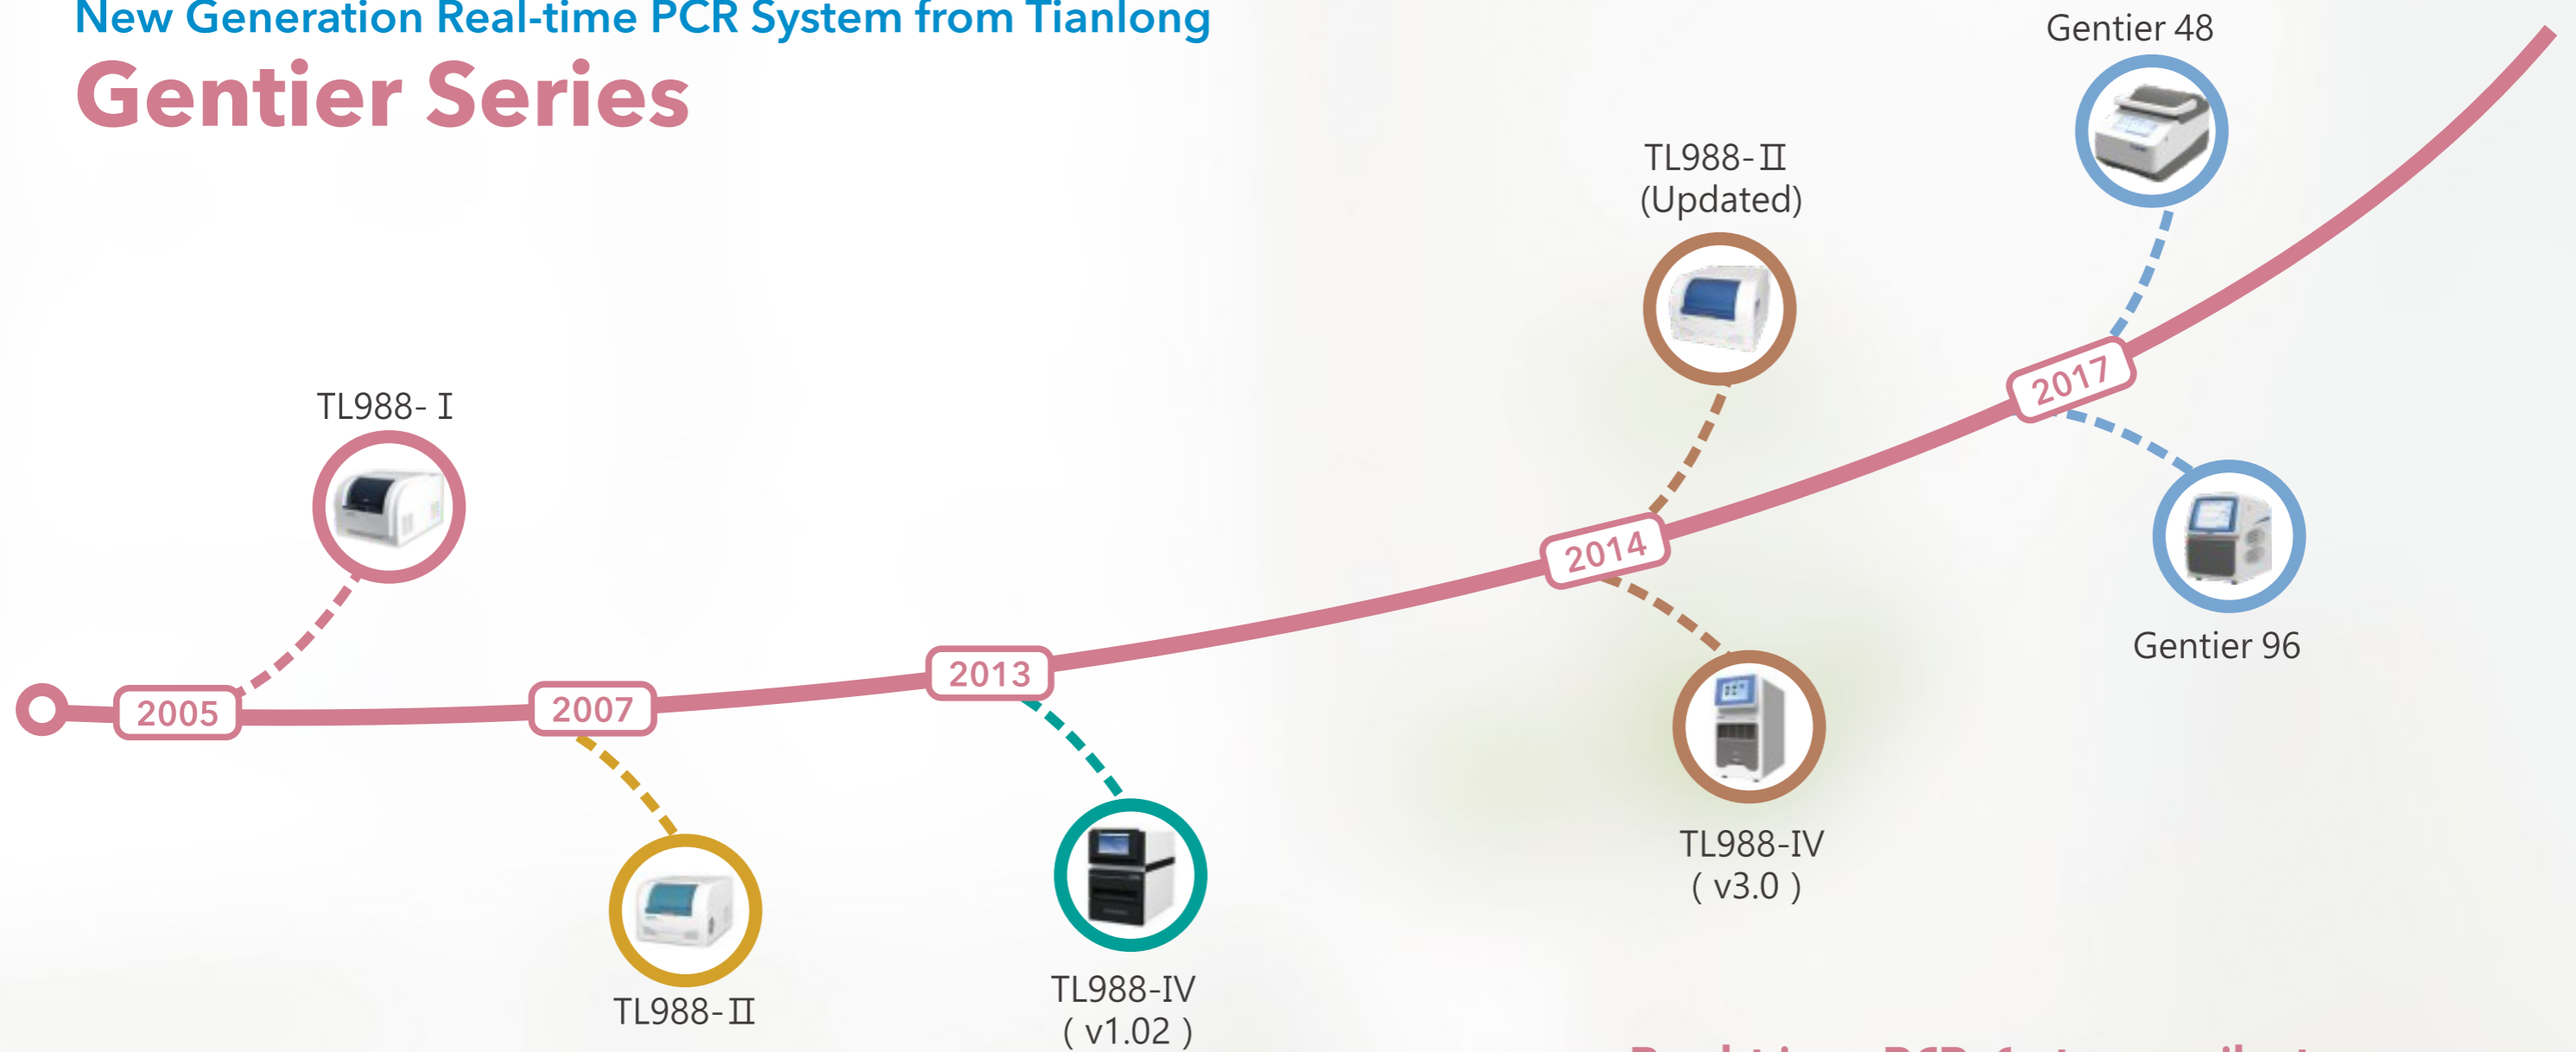 New Generation Real-time PCR System from Tianlong
Gentier Series
TL988-Ⅰ
2005
2007
TL988-Ⅱ
2013
TL988-IV
( v1.02 )
TL988-Ⅱ
(Updated)
2014
TL988-IV
( v3.0 )
Gentier 48
2017
Gentier 96